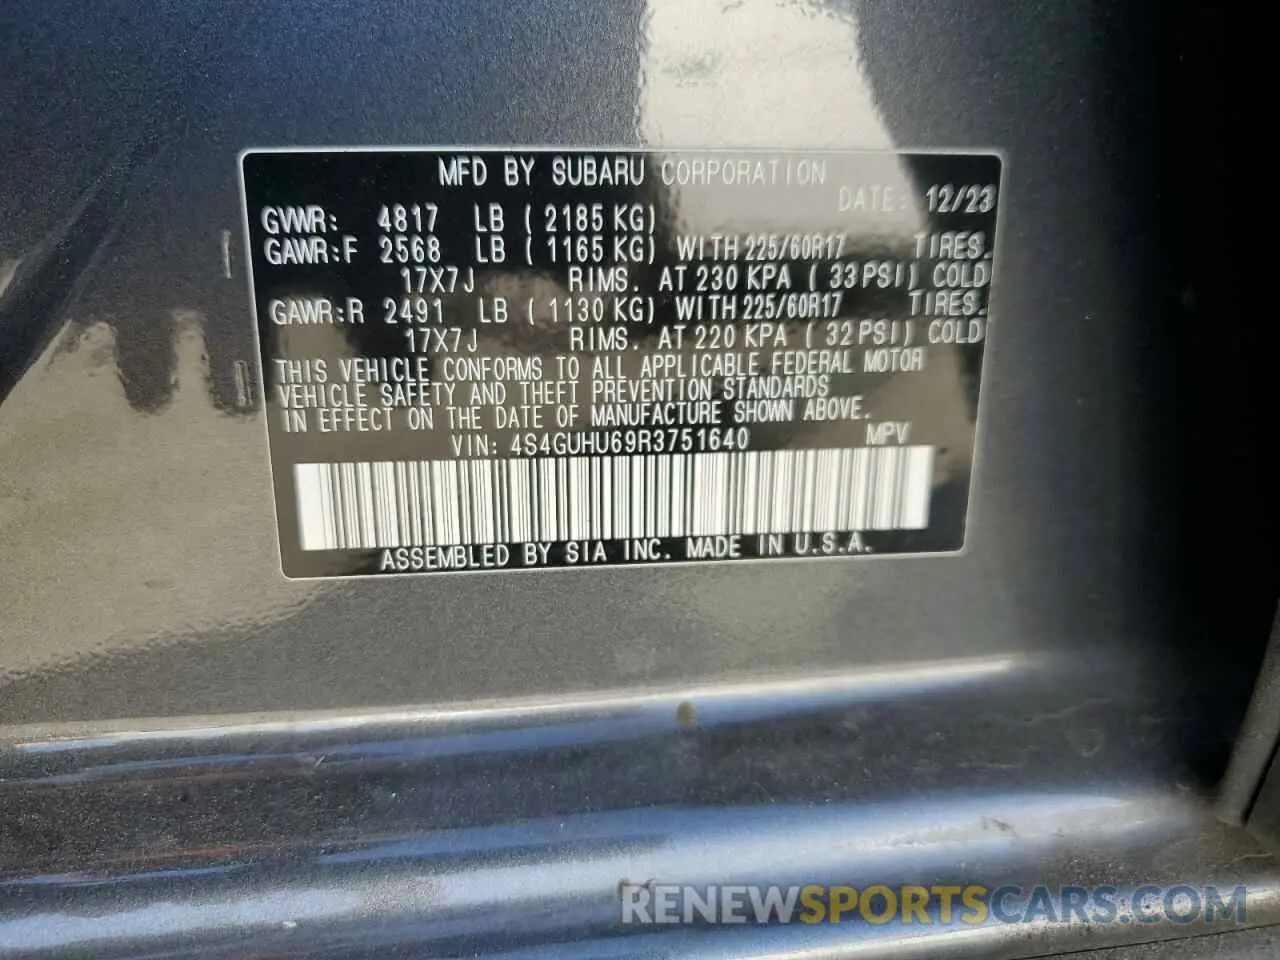 MFD BY SUBARU CORPORATION
DATE: 12/23
GVWR: 4817 LB ( 2185 KG)
GAWR:F 2568 LB ( 1165 KG) WITH 225/60R17 TIRES.
17X7J RIMS. AT 230 KPA ( 33 PSI) COLD
GAWR:R 2491 LB ( 1130 KG) WITH 225/60R17 TIRES.
17X7J RIMS. AT 220 KPA ( 32 PSI) COLD
THIS VEHICLE CONFORMS TO ALL APPLICABLE FEDERAL MOTOR
VEHICLE SAFETY AND THEFT PREVENTION STANDARDS
IN EFFECT ON THE DATE OF MANUFACTURE SHOWN ABOVE.
VIN: 4S4GUHU69R3751640 MPV
ASSEMBLED BY SIA INC. MADE IN U.S.A.
RENEWSPORTSCARS.COM